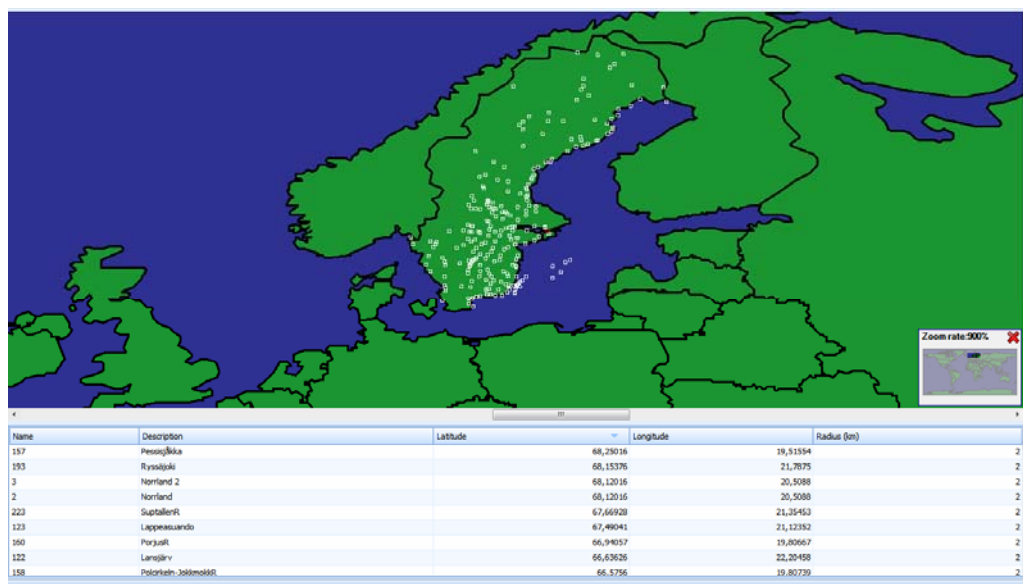 Zoom rate:900%
Name Description Latitude Longitude Radius (km)
157 Pessisjåkka 68,25016 19,51554 2
193 Ryssäjoki 68,15376 21,7875 2
3 Norrland 2 68,12016 20,5088 2
2 Norrland 68,12016 20,5088 2
223 SuptallenR 67,66928 21,35453 2
123 Lappeasuando 67,49041 21,12352 2
160 PorjusR 66,94057 19,80667 2
122 Lansjärv 66,63626 22,20458 2
158 Polcirkeln-JokkmokkR 66,5756 19,80739 2